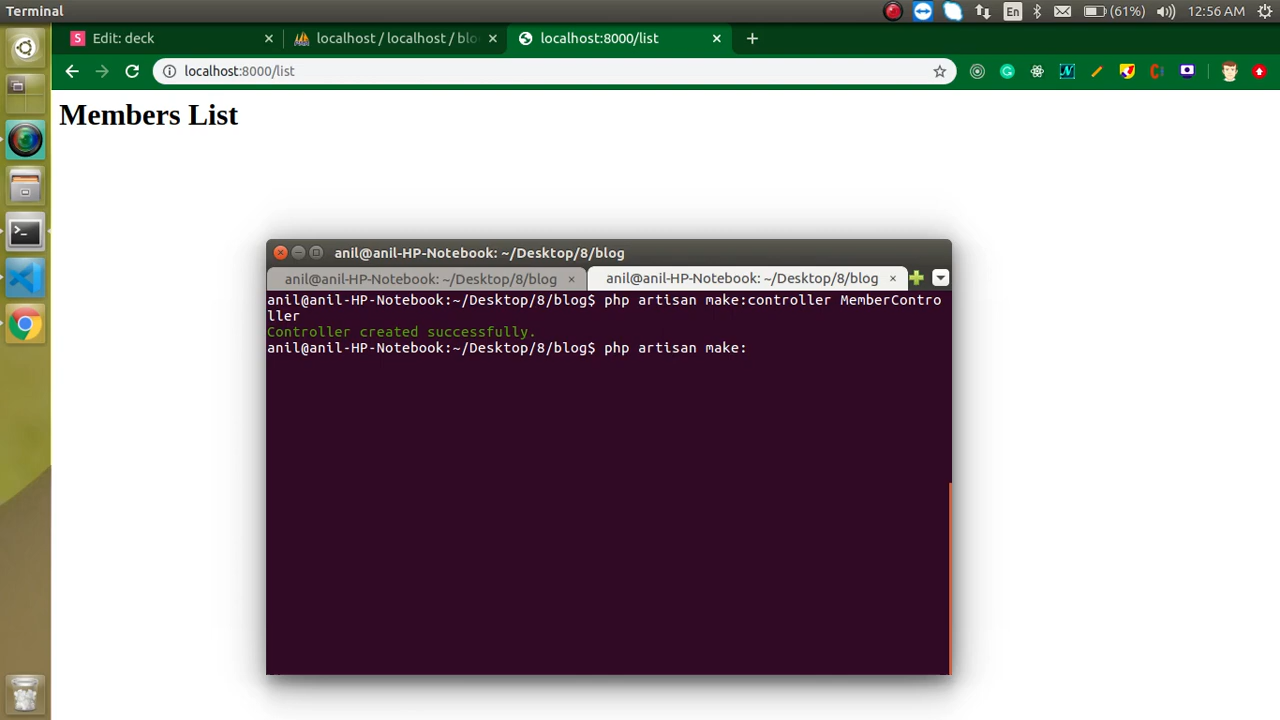 Terminal
En
(61%)
12:56 AM
Edit: deck
localhost / localhost / blo
localhost:8000/list
localhost:8000/list
Members List
anil@anil-HP-Notebook: ~/Desktop/8/blog
anil@anil-HP-Notebook: ~/Desktop/8/blog
anil@anil-HP-Notebook: ~/Desktop/8/blog
anil@anil-HP-Notebook:~/Desktop/8/blog$ php artisan make:controller MemberContro
ller
Controller created successfully.
anil@anil-HP-Notebook:~/Desktop/8/blog$ php artisan make: